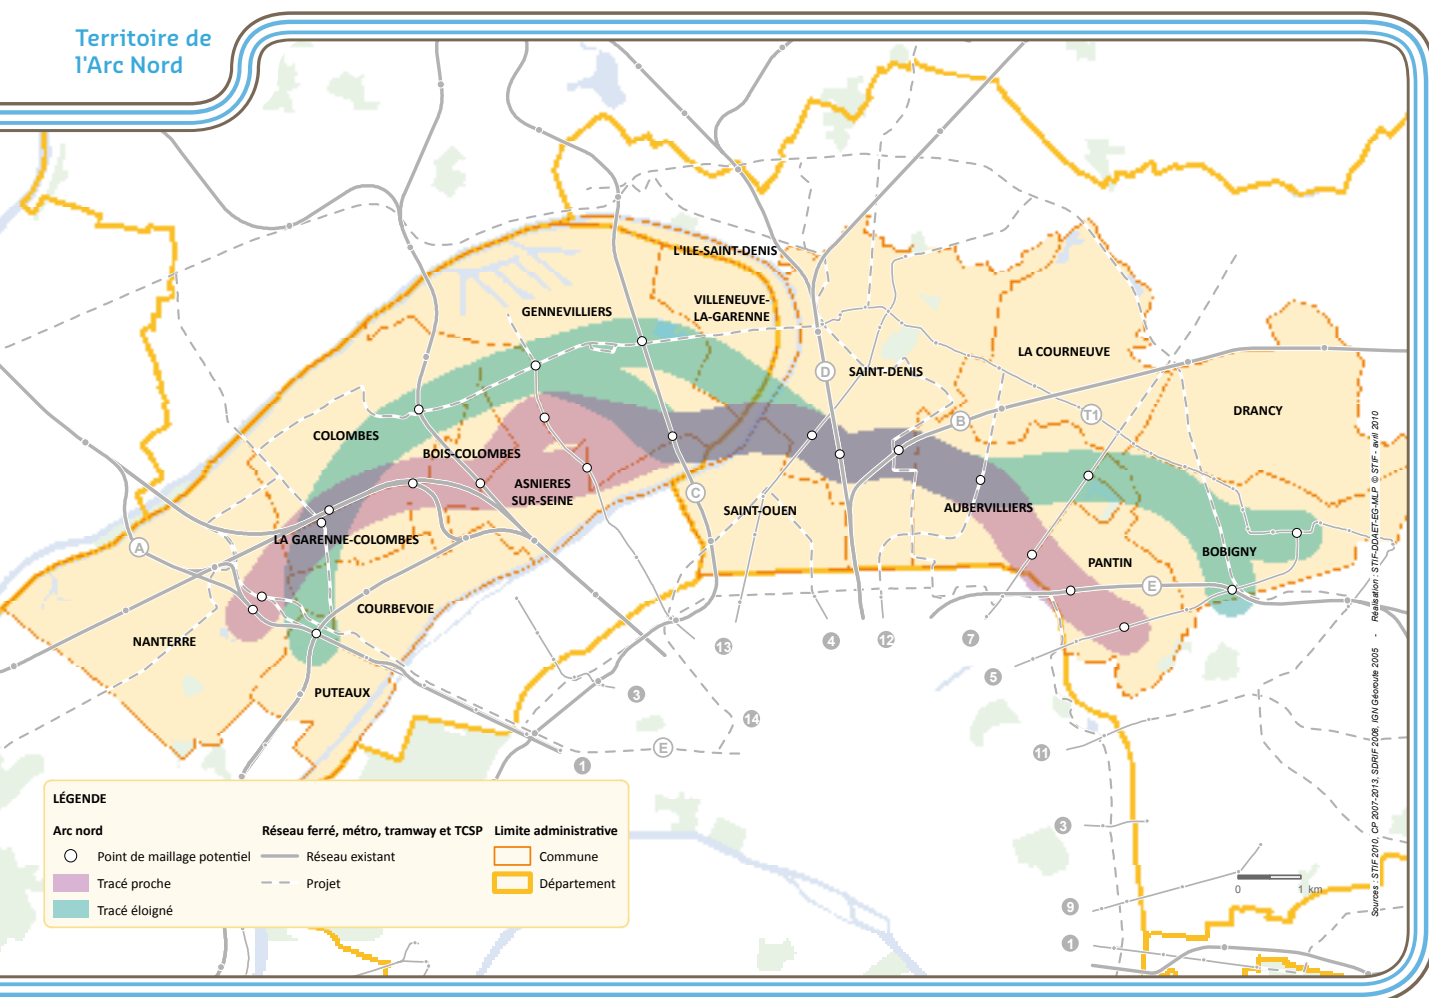 Territoire de
l'Arc Nord
L'ILE-SAINT-DENIS
VILLENEUVE-
LA-GARENNE
GENNEVILLIERS
LA COURNEUVE
D
SAINT-DENIS
DRANCY
B
T1
COLOMBES
BOIS-COLOMBES
ASNIERES
SUR-SEINE
C
SAINT-OUEN
AUBERVILLIERS
A
LA GARENNE-COLOMBES
BOBIGNY
PANTIN
E
COURBEVOIE
NANTERRE
PUTEAUX
13
4
12
7
5
3
14
E
1
11
3
9
1
0
1 km
LÉGENDE
Arc nord
Point de maillage potentiel
Tracé proche
Tracé éloigné
Réseau ferré, métro, tramway et TCSP
Réseau existant
Projet
Limite administrative
Commune
Département
Sources : STIF 2010, CP 2007-2013, SDRIF 2008, IGN Géoroute 2005 - Réalisation : STIF-DDAET-EG-MLP © STIF - avril 2010